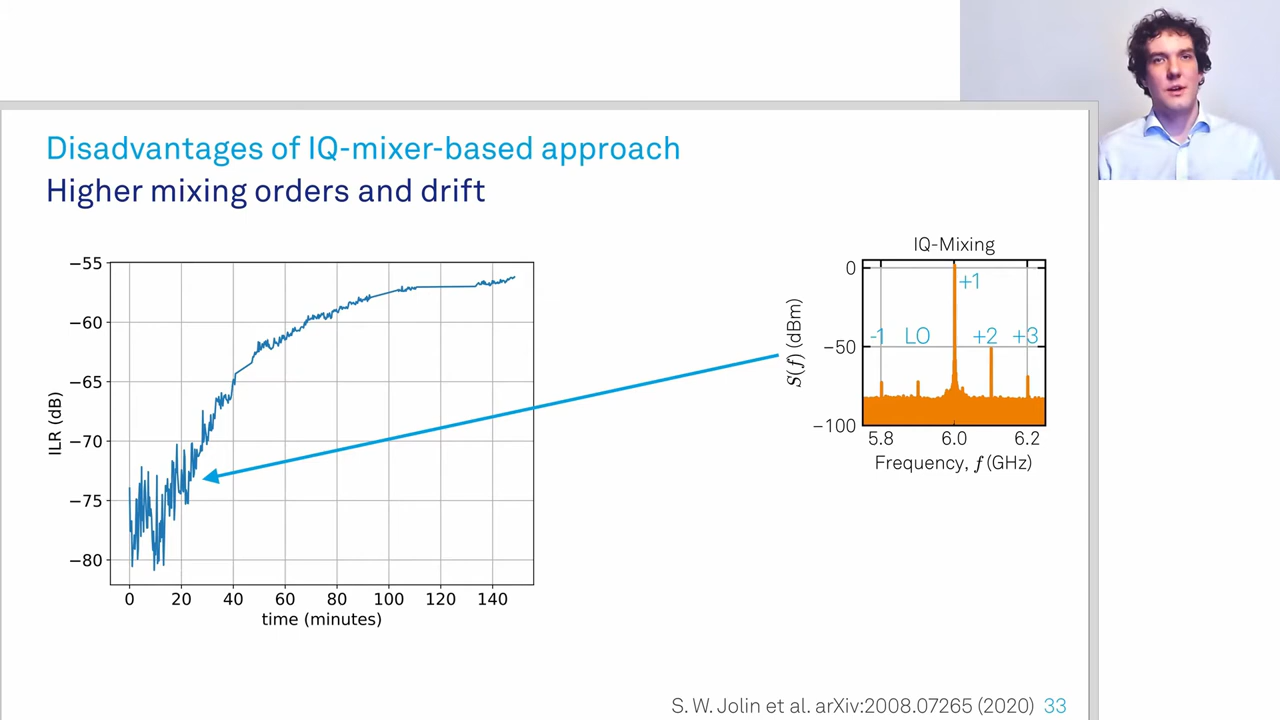 Disadvantages of IQ-mixer-based approach
Higher mixing orders and drift
−55
−60
−65
−70
−75
−80
ILR (dB)
0 20 40 60 80 100 120 140
time (minutes)
IQ-Mixing
0
−50
−100
S(f) (dBm)
+1
-1 LO +2 +3
5.8 6.0 6.2
Frequency, f (GHz)
S. W. Jolin et al. arXiv:2008.07265 (2020) 33